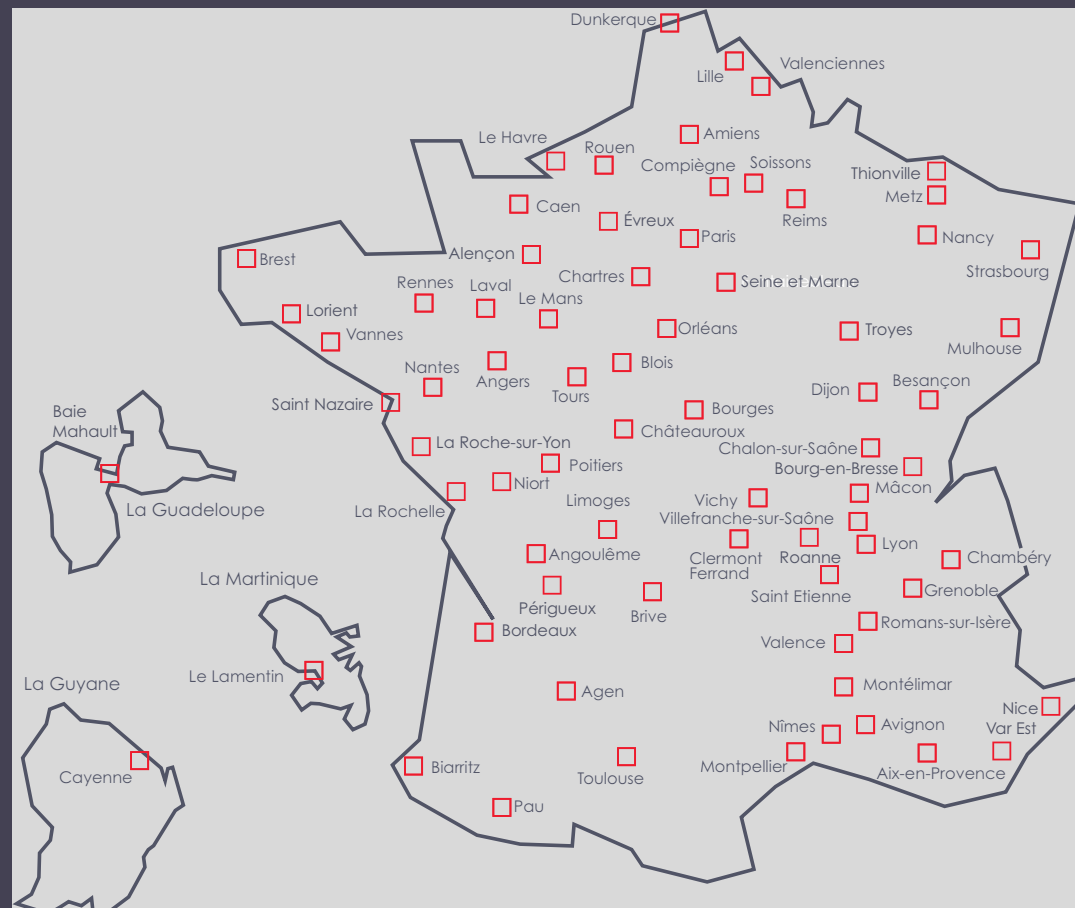 Dunkerque
Valenciennes
Lille
Amiens
Le Havre
Rouen
Compiègne
Soissons
Thionville
Metz
Caen
Reims
Évreux
Paris
Nancy
Alençon
Brest
Strasbourg
Chartres
Seine et Marne
Rennes
Laval
Le Mans
Lorient
Vannes
Orléans
Troyes
Mulhouse
Nantes
Angers
Blois
Tours
Dijon
Besançon
Saint Nazaire
Bourges
Baie
Mahault
Châteauroux
La Roche-sur-Yon
Chalon-sur-Saône
Poitiers
Bourg-en-Bresse
Niort
Mâcon
La Guadeloupe
La Rochelle
Limoges
Vichy
Villefranche-sur-Saône
Lyon
Angoulême
Clermont
Ferrand
Roanne
Chambéry
La Martinique
Saint Etienne
Grenoble
Périgueux
Brive
Romans-sur-Isère
Bordeaux
Valence
Le Lamentin
La Guyane
Agen
Montélimar
Nice
Nîmes
Avignon
Var Est
Cayenne
Biarritz
Toulouse
Montpellier
Aix-en-Provence
Pau